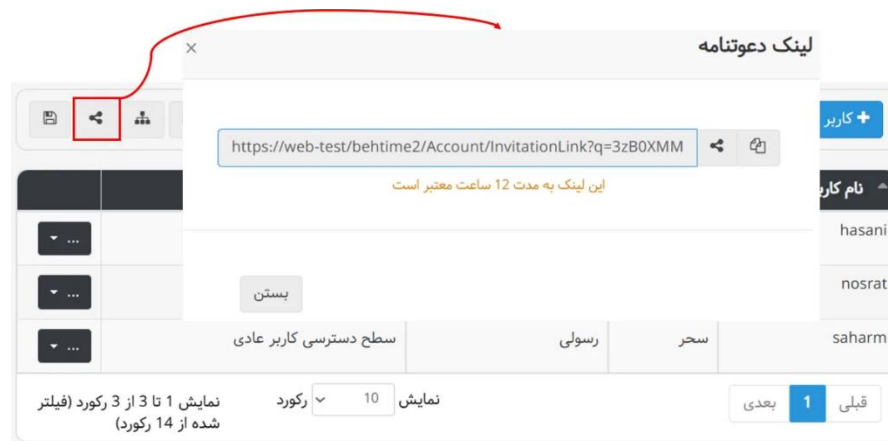 لینک دعوتنامه
×
+ کاربر
https://web-test/behtime2/Account/InvitationLink?q=3zB0XMM
این لینک به مدت 12 ساعت معتبر است
نام کارب
hasani
...
nosrat
...
بستن
saharm سحر رسولی سطح دسترسی کاربر عادی ...
قبلی 1 بعدی
نمایش 10 رکورد
نمایش 1 تا 3 از 3 رکورد (فیلتر
شده از 14 رکورد)